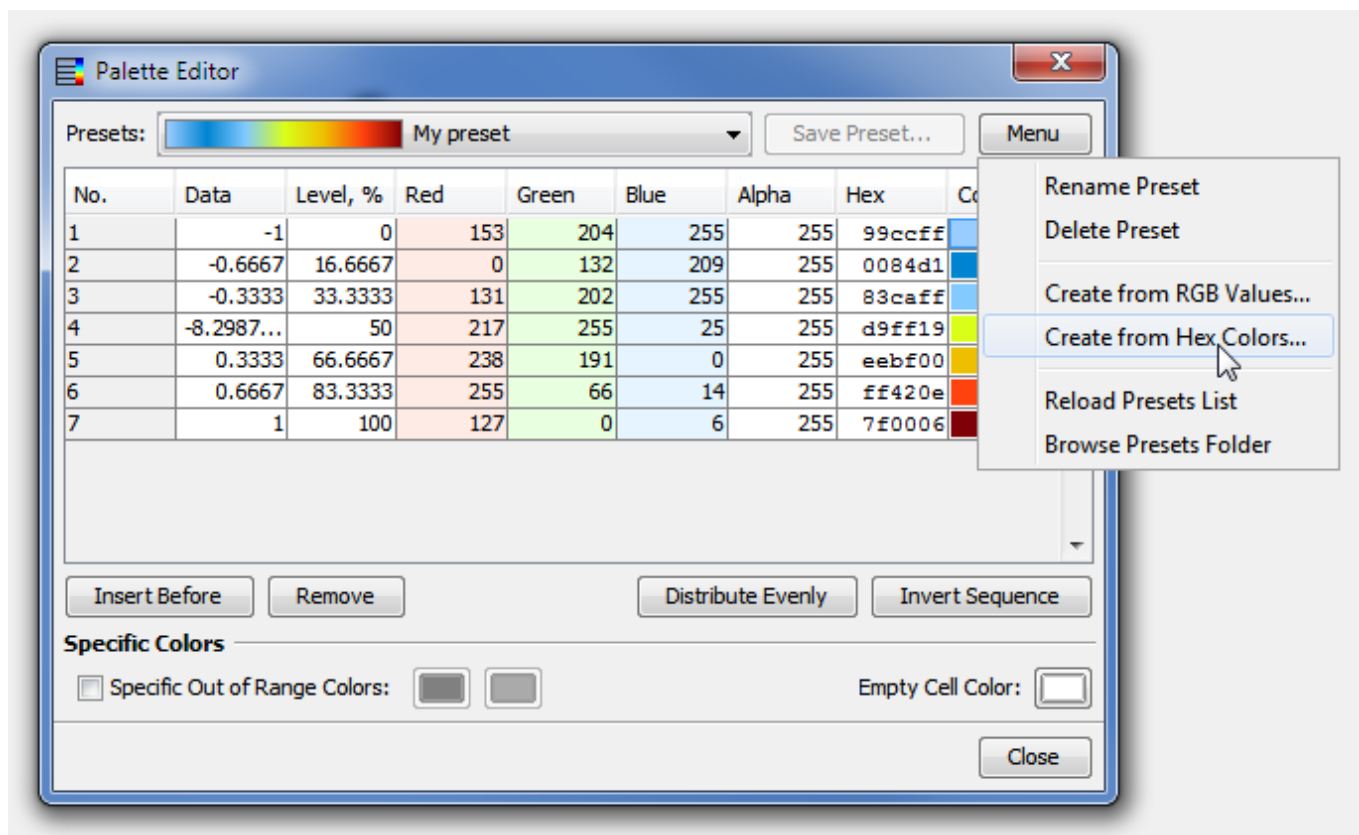 Palette Editor
Presets: My preset Save Preset... Menu
No. Data Level, % Red Green Blue Alpha Hex
1 -1 0 153 204 255 255 99ccff
2 -0.6667 16.6667 0 132 209 255 0084d1
3 -0.3333 33.3333 131 202 255 255 83caff
4 -8.2987... 50 217 255 25 255 d9ff19
5 0.3333 66.6667 238 191 0 255 eebf00
6 0.6667 83.3333 255 66 14 255 ff420e
7 1 100 127 0 6 255 7f0006
Rename Preset
Delete Preset
Create from RGB Values...
Create from Hex Colors...
Reload Presets List
Browse Presets Folder
Insert Before Remove Distribute Evenly Invert Sequence
Specific Colors
Specific Out of Range Colors: Empty Cell Color:
Close